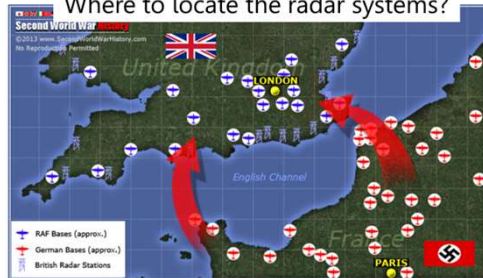 Where to locate the radar systems?
Second World War History
©2013 www.SecondWorldWarHistory.com
No Reproduction Permitted
United Kingdom
LONDON
English Channel
France
PARIS
RAF Bases (approx.)
German Bases (approx.)
British Radar Stations